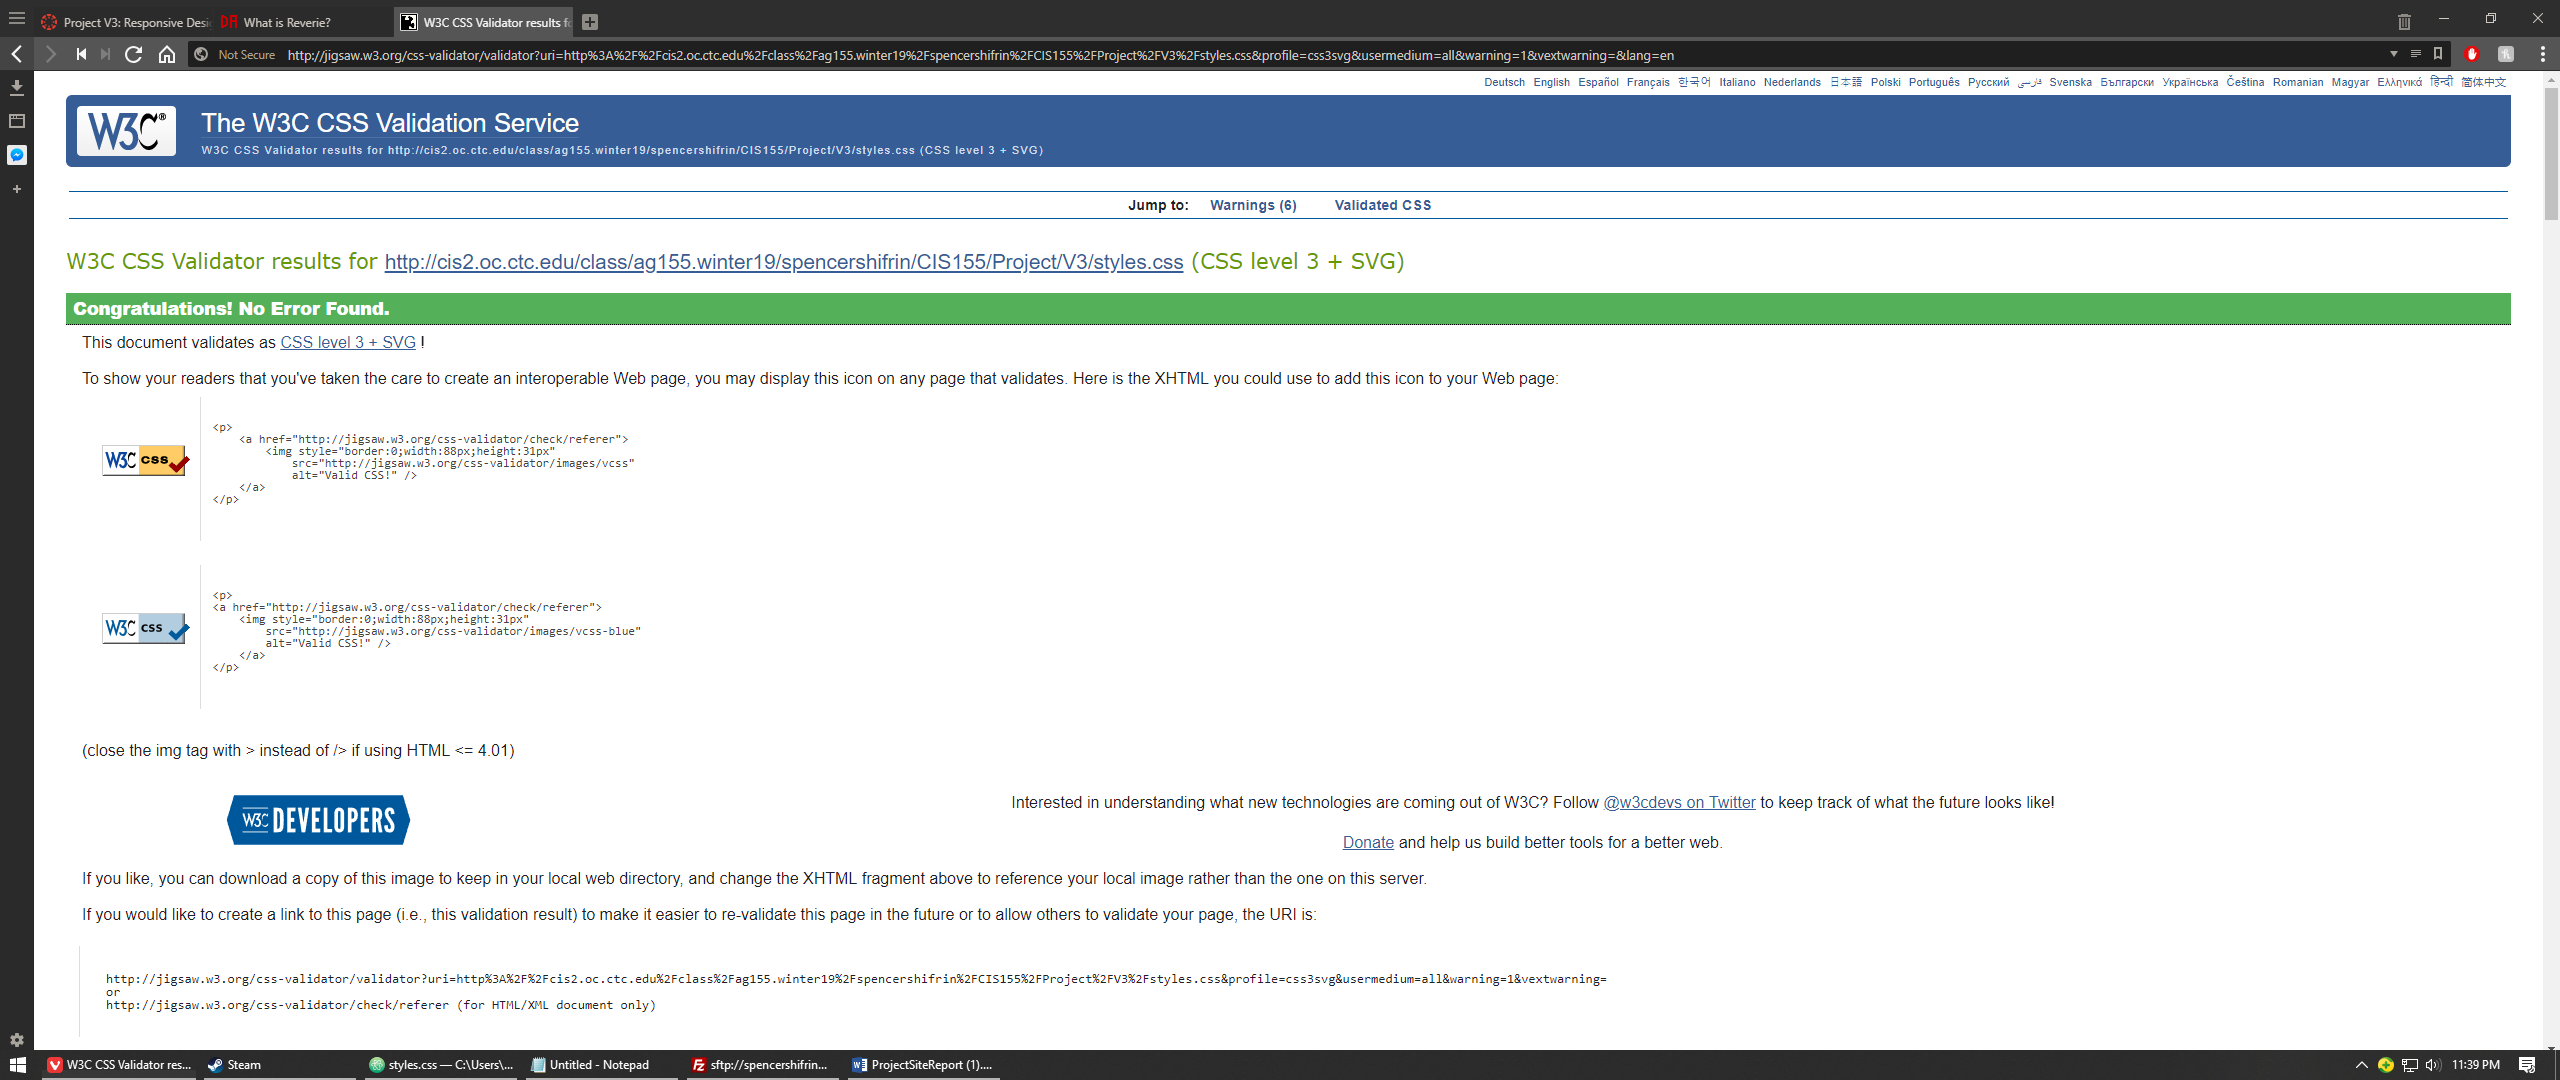 Project V3: Responsive Desi
What is Reverie?
W3C CSS Validator results fo
Not Secure http://jigsaw.w3.org/css-validator/validator?uri=http%3A%2F%2Fcis2.oc.ctc.edu%2Fclass%2Fag155.winter19%2Fspencershifrin%2FCIS155%2FProject%2FV3%2Fstyles.css&profile=css3svg&usermedium=all&warning=1&vextwarning=&lang=en
Deutsch English Español Français 한국어 Italiano Nederlands 日本語 Polski Português Русский فارسی Svenska Български Українська Čeština Romanian Magyar Ελληνικά हिन्दी 简体中文
W3C®
The W3C CSS Validation Service
W3C CSS Validator results for http://cis2.oc.ctc.edu/class/ag155.winter19/spencershifrin/CIS155/Project/V3/styles.css (CSS level 3 + SVG)
Jump to: Warnings (6) Validated CSS
W3C CSS Validator results for http://cis2.oc.ctc.edu/class/ag155.winter19/spencershifrin/CIS155/Project/V3/styles.css (CSS level 3 + SVG)
Congratulations! No Error Found.
This document validates as CSS level 3 + SVG !
To show your readers that you've taken the care to create an interoperable Web page, you may display this icon on any page that validates. Here is the XHTML you could use to add this icon to your Web page:
W3C css
<p>
<a href="http://jigsaw.w3.org/css-validator/check/referer">
<img style="border:0;width:88px;height:31px"
src="http://jigsaw.w3.org/css-validator/images/vcss"
alt="Valid CSS!" />
</a>
</p>
W3C css
<p>
<a href="http://jigsaw.w3.org/css-validator/check/referer">
<img style="border:0;width:88px;height:31px"
src="http://jigsaw.w3.org/css-validator/images/vcss-blue"
alt="Valid CSS!" />
</a>
</p>
(close the img tag with > instead of /> if using HTML <= 4.01)
W3C DEVELOPERS
Interested in understanding what new technologies are coming out of W3C? Follow @w3cdevs on Twitter to keep track of what the future looks like!
Donate and help us build better tools for a better web.
If you like, you can download a copy of this image to keep in your local web directory, and change the XHTML fragment above to reference your local image rather than the one on this server.
If you would like to create a link to this page (i.e., this validation result) to make it easier to re-validate this page in the future or to allow others to validate your page, the URI is:
http://jigsaw.w3.org/css-validator/validator?uri=http%3A%2F%2Fcis2.oc.ctc.edu%2Fclass%2Fag155.winter19%2Fspencershifrin%2FCIS155%2FProject%2FV3%2Fstyles.css&profile=css3svg&usermedium=all&warning=1&vextwarning=
or
http://jigsaw.w3.org/css-validator/check/referer (for HTML/XML document only)
W3C CSS Validator res...
Steam
styles.css — C:\Users\...
Untitled - Notepad
sftp://spencershifrin...
ProjectSiteReport (1)....
11:39 PM